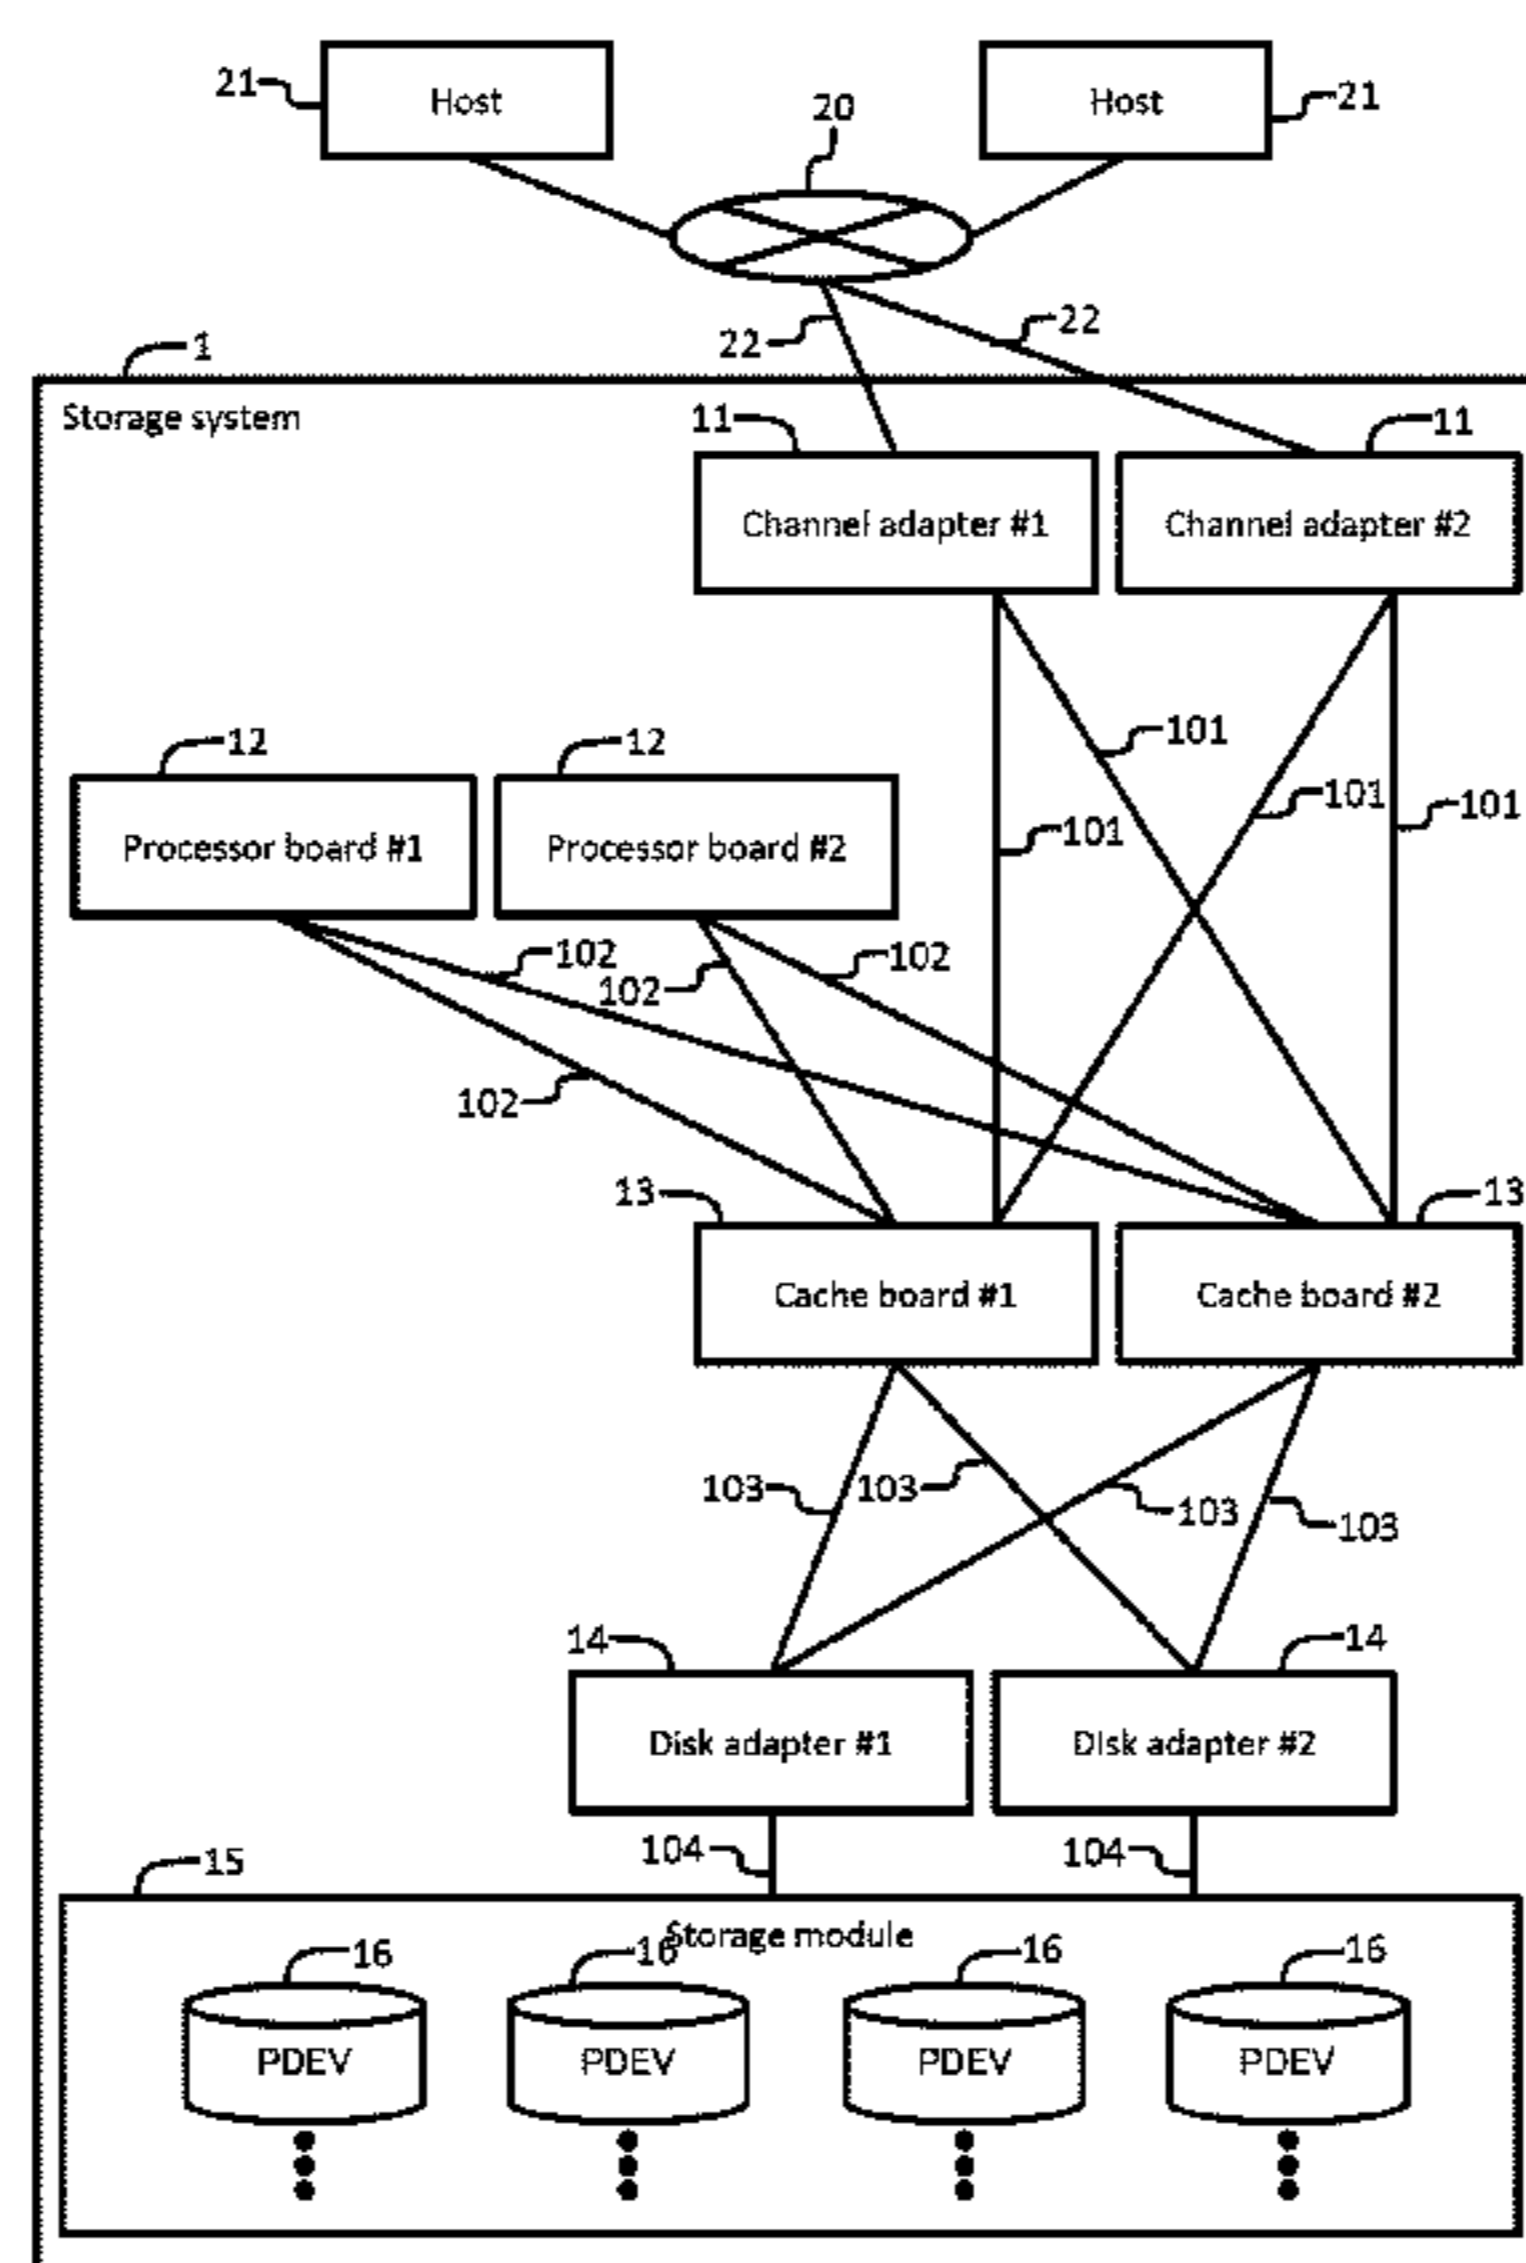 21
Host
20
Host
21
22
22
1
Storage system
11
11
Channel adapter #1
Channel adapter #2
12
12
101
Processor board #1
Processor board #2
101
101
101
102
102
102
102
13
13
Cache board #1
Cache board #2
103
103
103
103
14
14
Disk adapter #1
DIsk adapter #2
15
104
104
Storage module
16
16
16
16
PDEV
PDEV
PDEV
PDEV